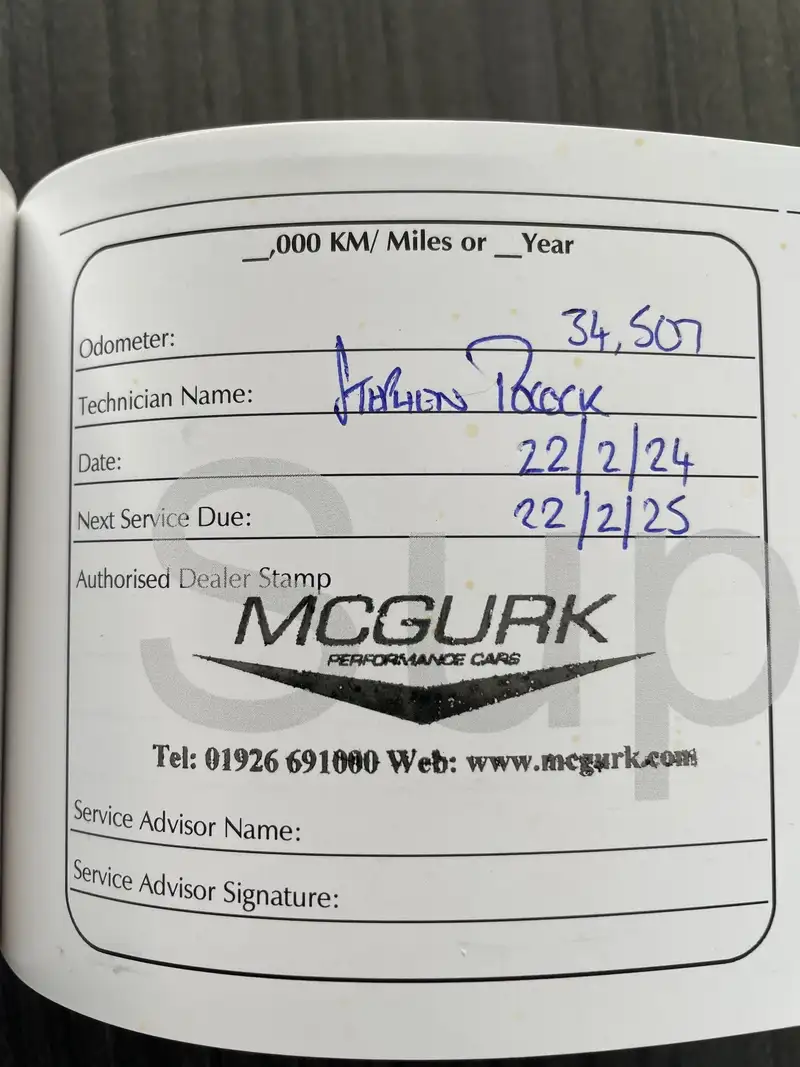 __,000 KM/ Miles or __Year
Odometer: 34,507
Technician Name: STEPHEN POCOCK
Date: 22/2/24
Next Service Due: 22/2/25
Authorised Dealer Stamp
MCGURK
PERFORMANCE CARS
Tel: 01926 691000 Web: www.mcgurk.com
Service Advisor Name:
Service Advisor Signature:
Sup